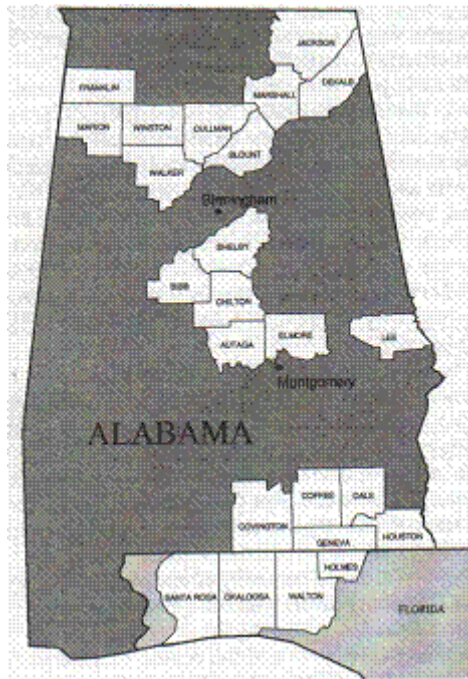 JACKSON
FRANKLIN
MARSHALL
DEKALB
MARION
WINSTON
CULLMAN
BLOUNT
WALKER
Birmingham
SHELBY
BIBB
CHILTON
AUTAGA
ELMORE
LEE
Montgomery
ALABAMA
COFFEE
DALE
COVINGTON
GENEVA
HOUSTON
HOLMES
SANTA ROSA
OKALOOSA
WALTON
FLORIDA